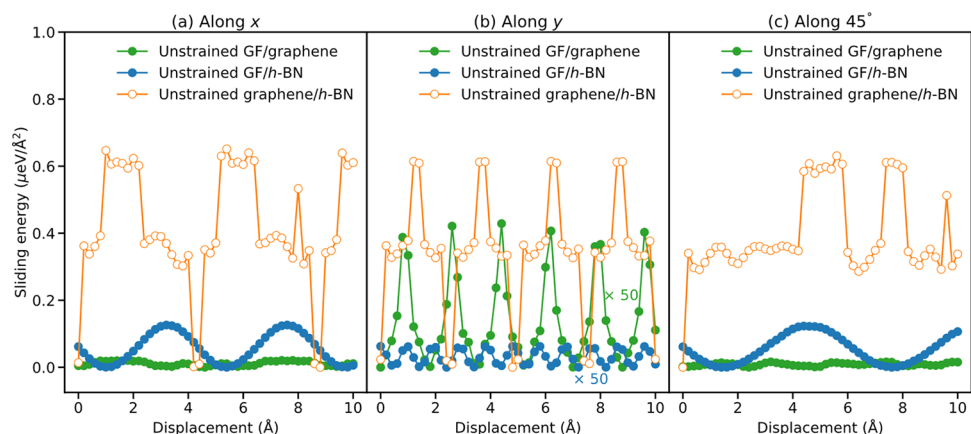 (a) Along x
(b) Along y
(c) Along 45°
Sliding energy (μeV/Å²)
1.0
0.8
0.6
0.4
0.2
0.0
Unstrained GF/graphene
Unstrained GF/h-BN
Unstrained graphene/h-BN
Unstrained GF/graphene
Unstrained GF/h-BN
Unstrained graphene/h-BN
× 50
× 50
Unstrained GF/graphene
Unstrained GF/h-BN
Unstrained graphene/h-BN
0 2 4 6 8 10
0 2 4 6 8 10
0 2 4 6 8 10
Displacement (Å)
Displacement (Å)
Displacement (Å)